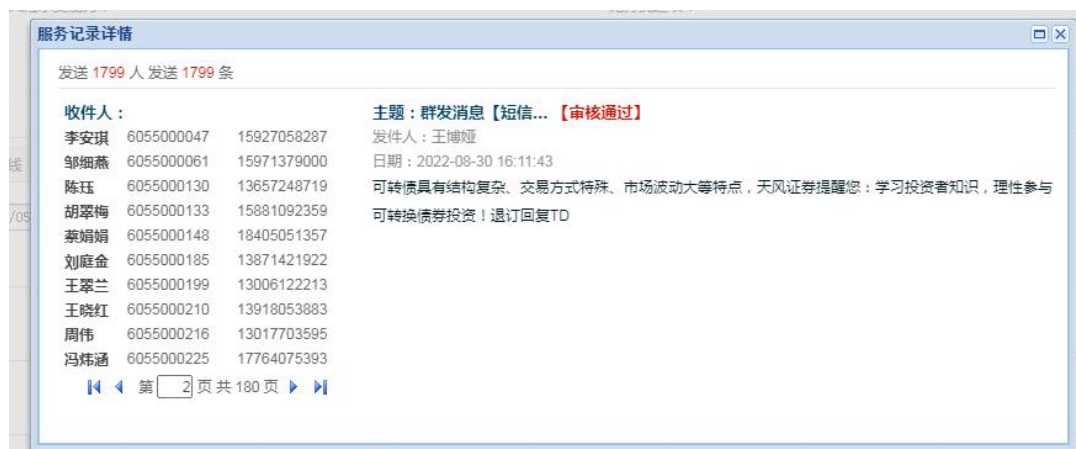 服务记录详情
发送 1799 人 发送 1799 条
收件人：
李安琪 6055000047 15927058287
邹细燕 6055000061 15971379000
陈珏 6055000130 13657248719
胡翠梅 6055000133 15881092359
蔡娟娟 6055000148 18405051357
刘庭金 6055000185 13871421922
王翠兰 6055000199 13006122213
王晓红 6055000210 13918053883
周伟 6055000216 13017703595
冯炜涵 6055000225 17764075393
第 2 页 共 180 页
主题：群发消息【短信... 【审核通过】
发件人：王博娅
日期：2022-08-30 16:11:43
可转债具有结构复杂、交易方式特殊、市场波动大等特点，天风证券提醒您：学习投资者知识，理性参与
可转换债券投资！退订回复TD
线
/05